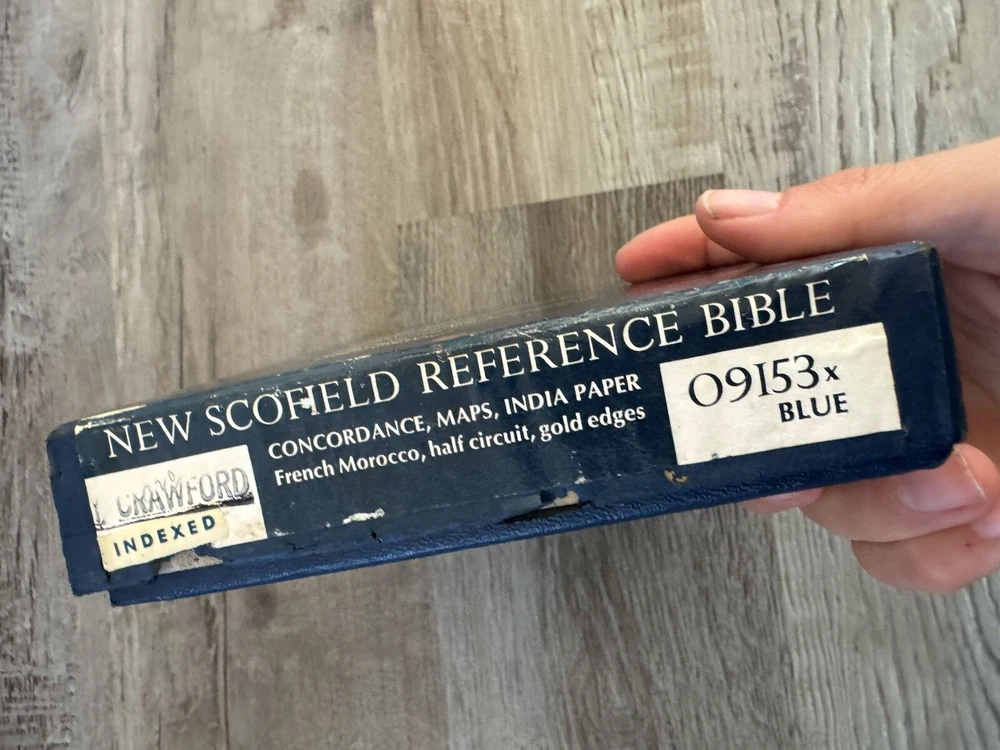 NEW SCOFIELD REFERENCE BIBLE
CONCORDANCE, MAPS, INDIA PAPER
French Morocco, half circuit, gold edges
09153x
BLUE
CRAWFORD
INDEXED